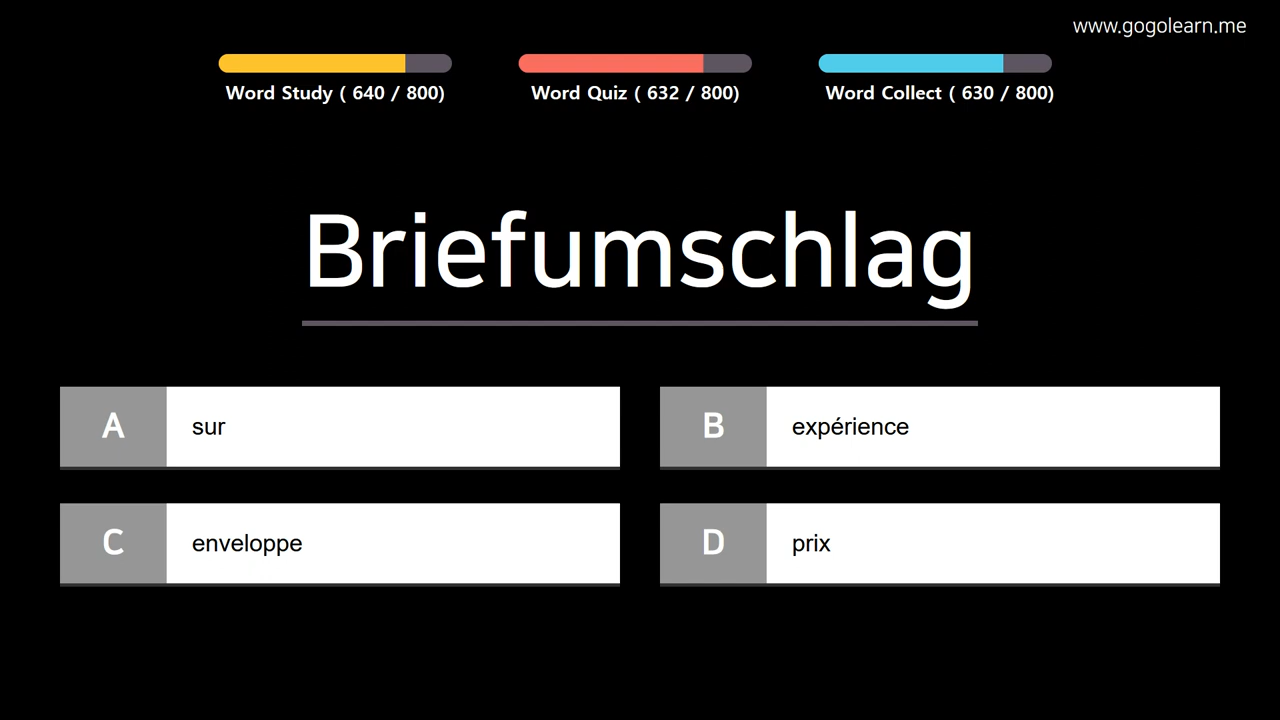 www.gogolearn.me
Word Study ( 640 / 800)
Word Quiz ( 632 / 800)
Word Collect ( 630 / 800)
Briefumschlag
A
sur
B
expérience
C
enveloppe
D
prix